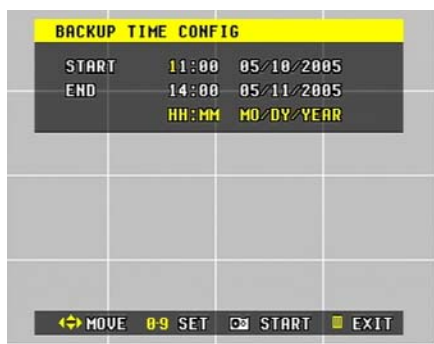 BACKUP TIME CONFIG
START 11:00 05/10/2005
END 14:00 05/11/2005
HH:MM MO/DY/YEAR
MOVE 0-9 SET START EXIT